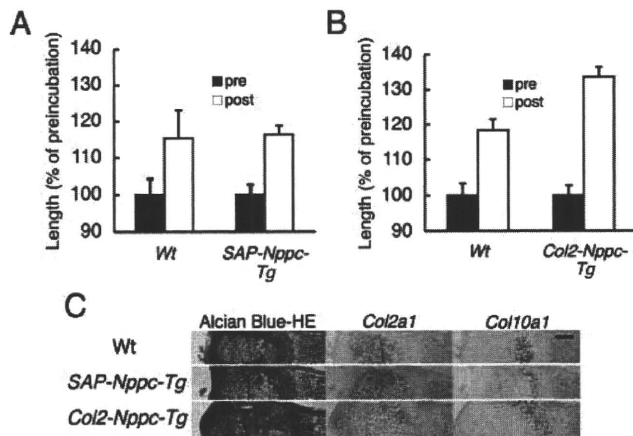 A
Length (% of preincubation)
140
130
120
110
100
90
pre
post
Wt
SAP-Nppc-
Tg
B
Length (% of preincubation)
140
130
120
110
100
90
pre
post
Wt
Col2-Nppc-
Tg
C
Alcian Blue-HE
Col2a1
Col10a1
Wt
SAP-Nppc-Tg
Col2-Nppc-Tg